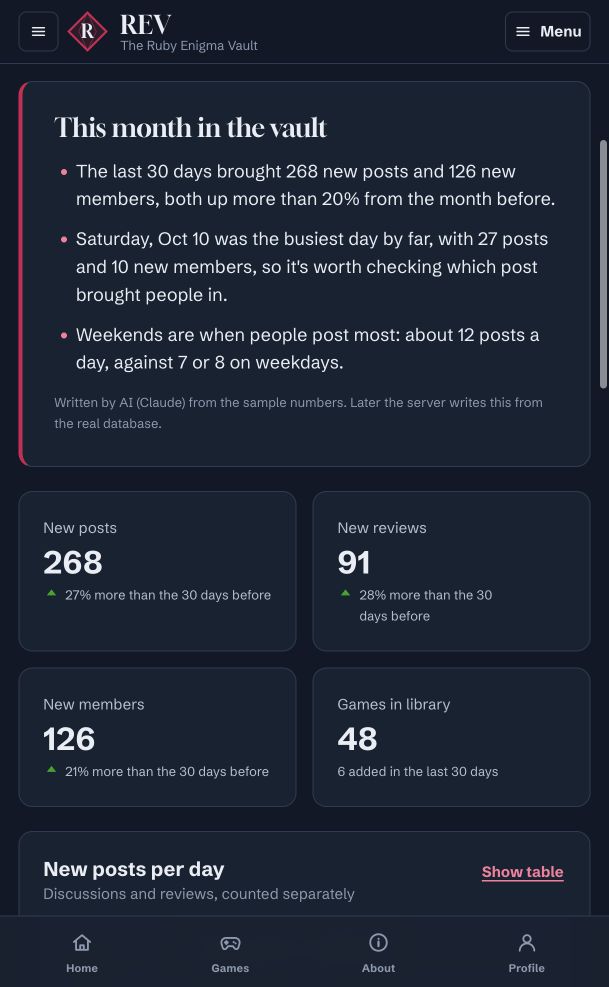 R
REV
The Ruby Enigma Vault
Menu
This month in the vault
The last 30 days brought 268 new posts and 126 new
members, both up more than 20% from the month before.
Saturday, Oct 10 was the busiest day by far, with 27 posts
and 10 new members, so it's worth checking which post
brought people in.
Weekends are when people post most: about 12 posts a
day, against 7 or 8 on weekdays.
Written by AI (Claude) from the sample numbers. Later the server writes this from
the real database.
New posts
268
27% more than the 30 days before
New reviews
91
28% more than the 30
days before
New members
126
21% more than the 30 days before
Games in library
48
6 added in the last 30 days
New posts per day
Show table
Discussions and reviews, counted separately
Home
Games
About
Profile